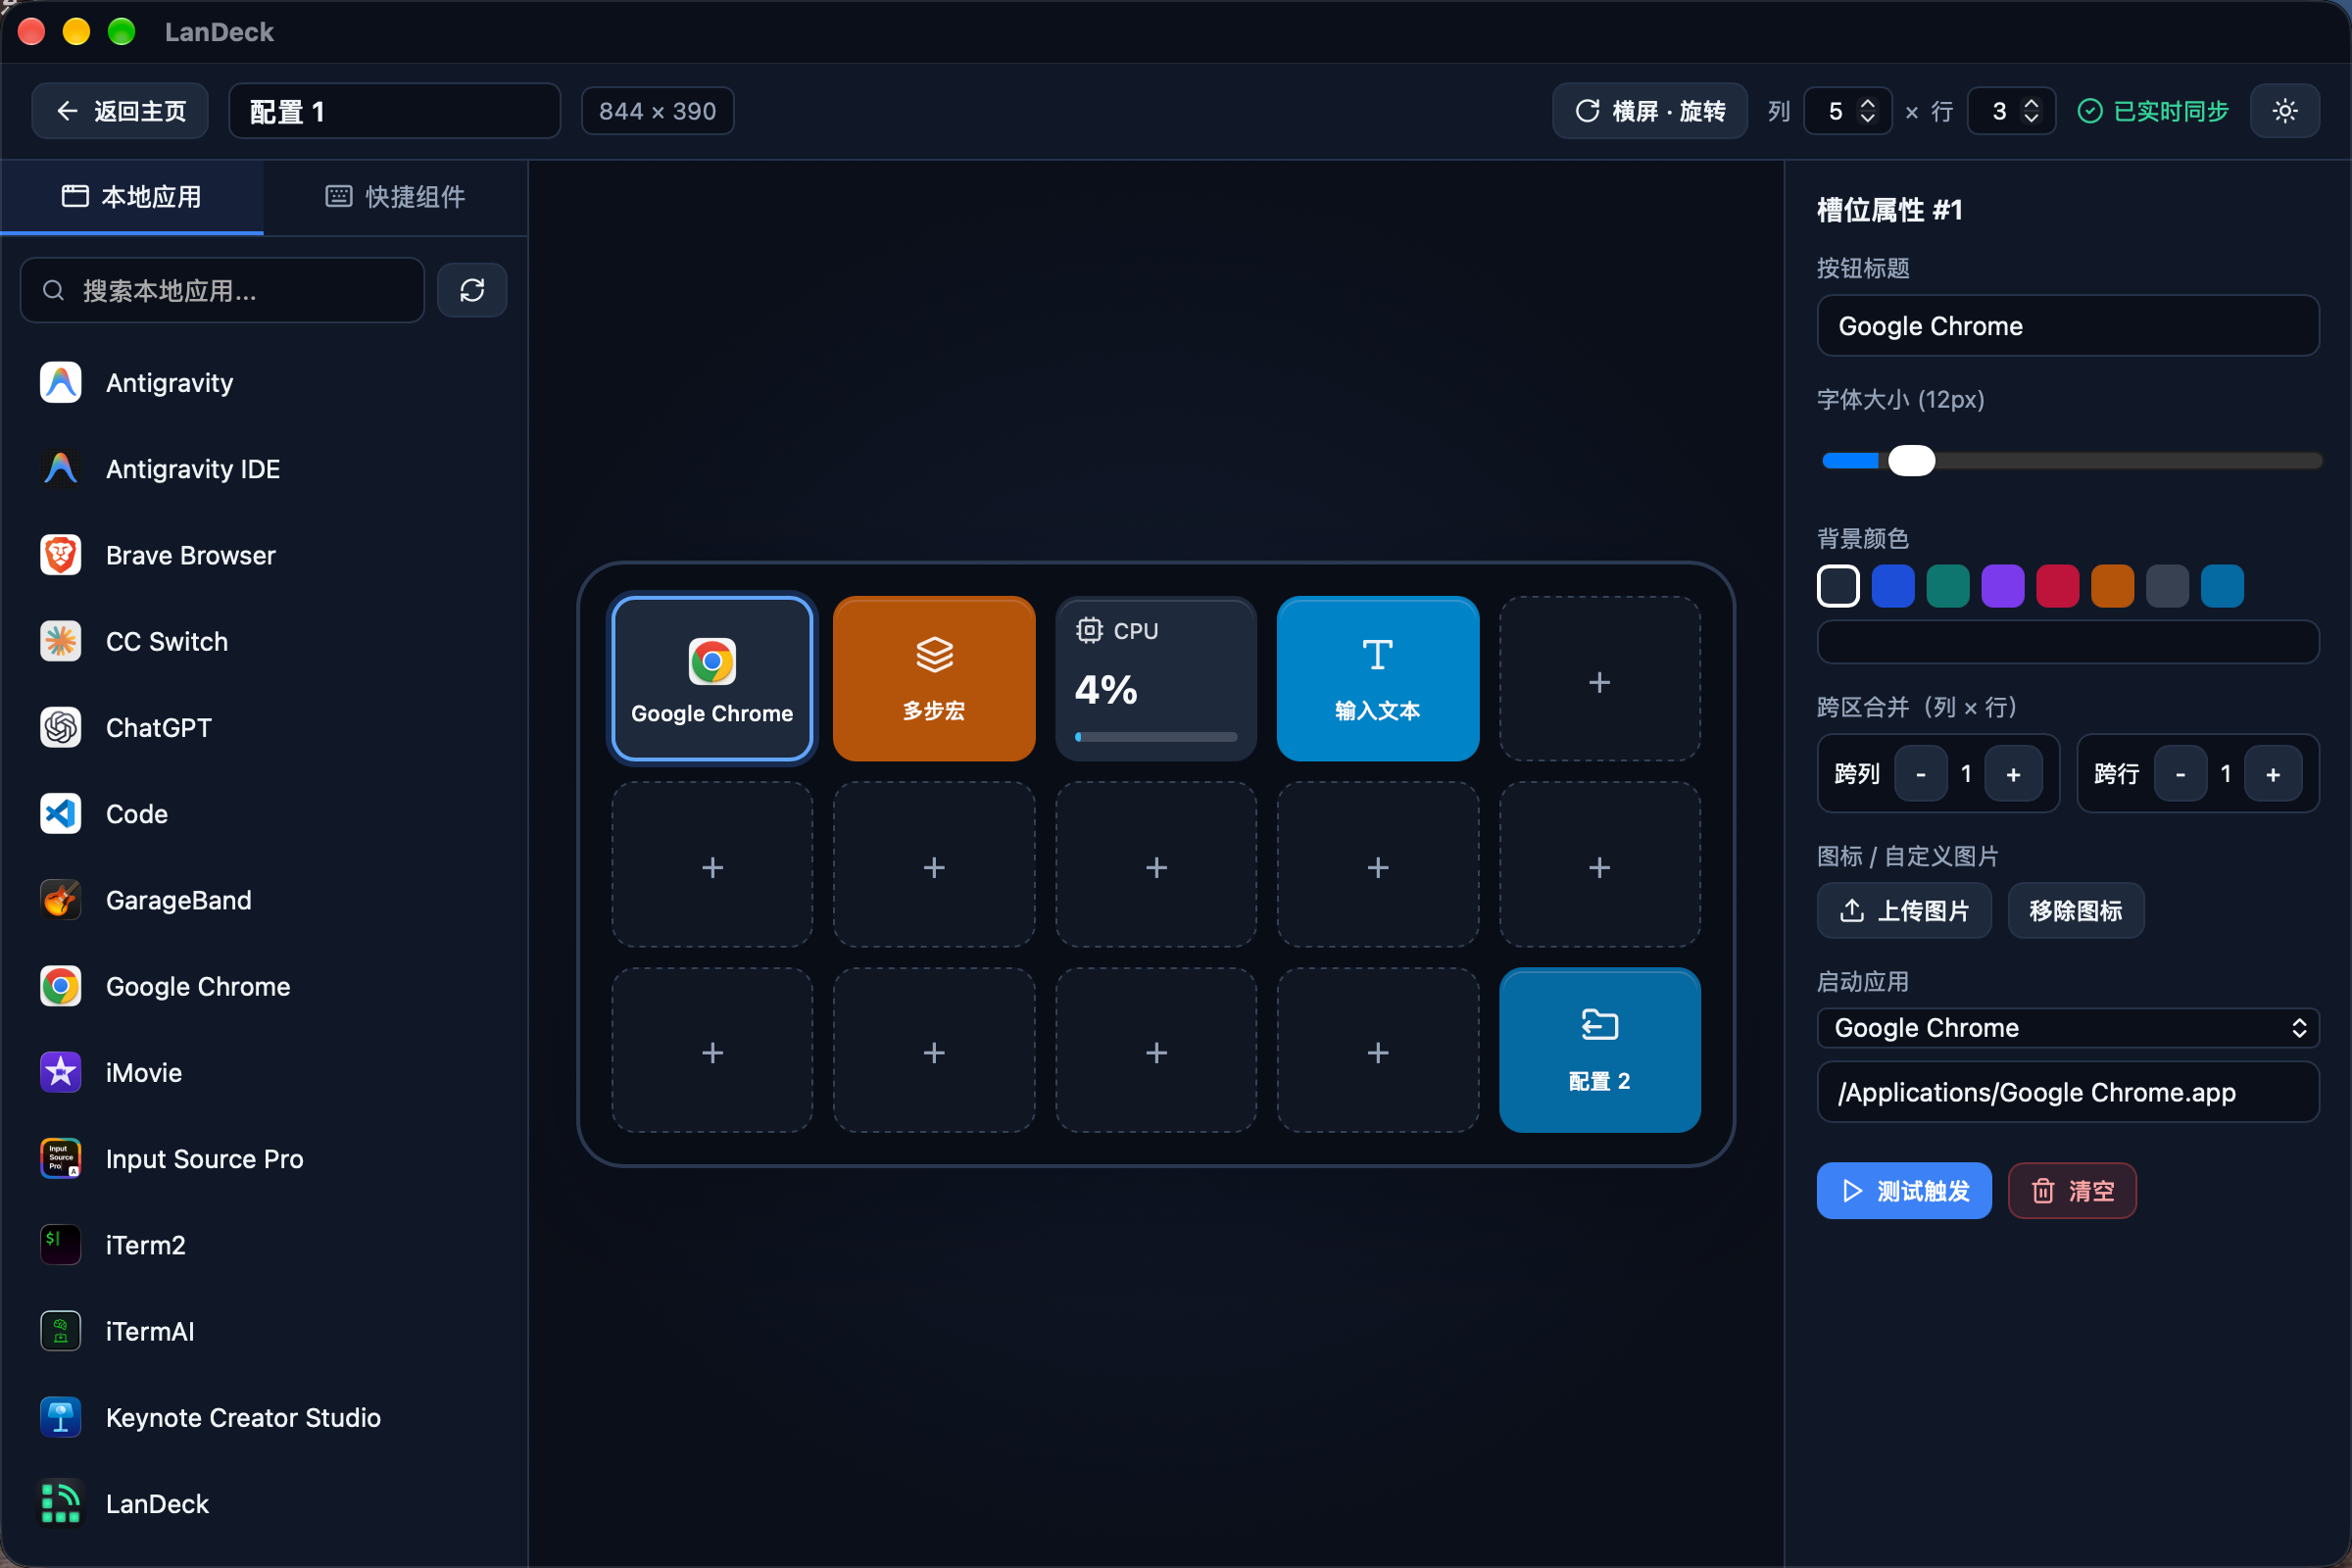 LanDeck
返回主页
配置 1
844 × 390
横屏 · 旋转
列 5 × 行 3
已实时同步
本地应用
快捷组件
搜索本地应用...
Antigravity
Antigravity IDE
Brave Browser
CC Switch
ChatGPT
Code
GarageBand
Google Chrome
iMovie
Input
Source
Pro
A
Input Source Pro
$
iTerm2
iTermAI
Keynote Creator Studio
LanDeck
Google Chrome
多步宏
CPU
4%
输入文本
+
+ + + + +
+ + + +
配置 2
槽位属性 #1
按钮标题
Google Chrome
字体大小 (12px)
背景颜色
跨区合并（列 × 行）
跨列 - 1 +
跨行 - 1 +
图标 / 自定义图片
上传图片
移除图标
启动应用
Google Chrome
/Applications/Google Chrome.app
测试触发
清空